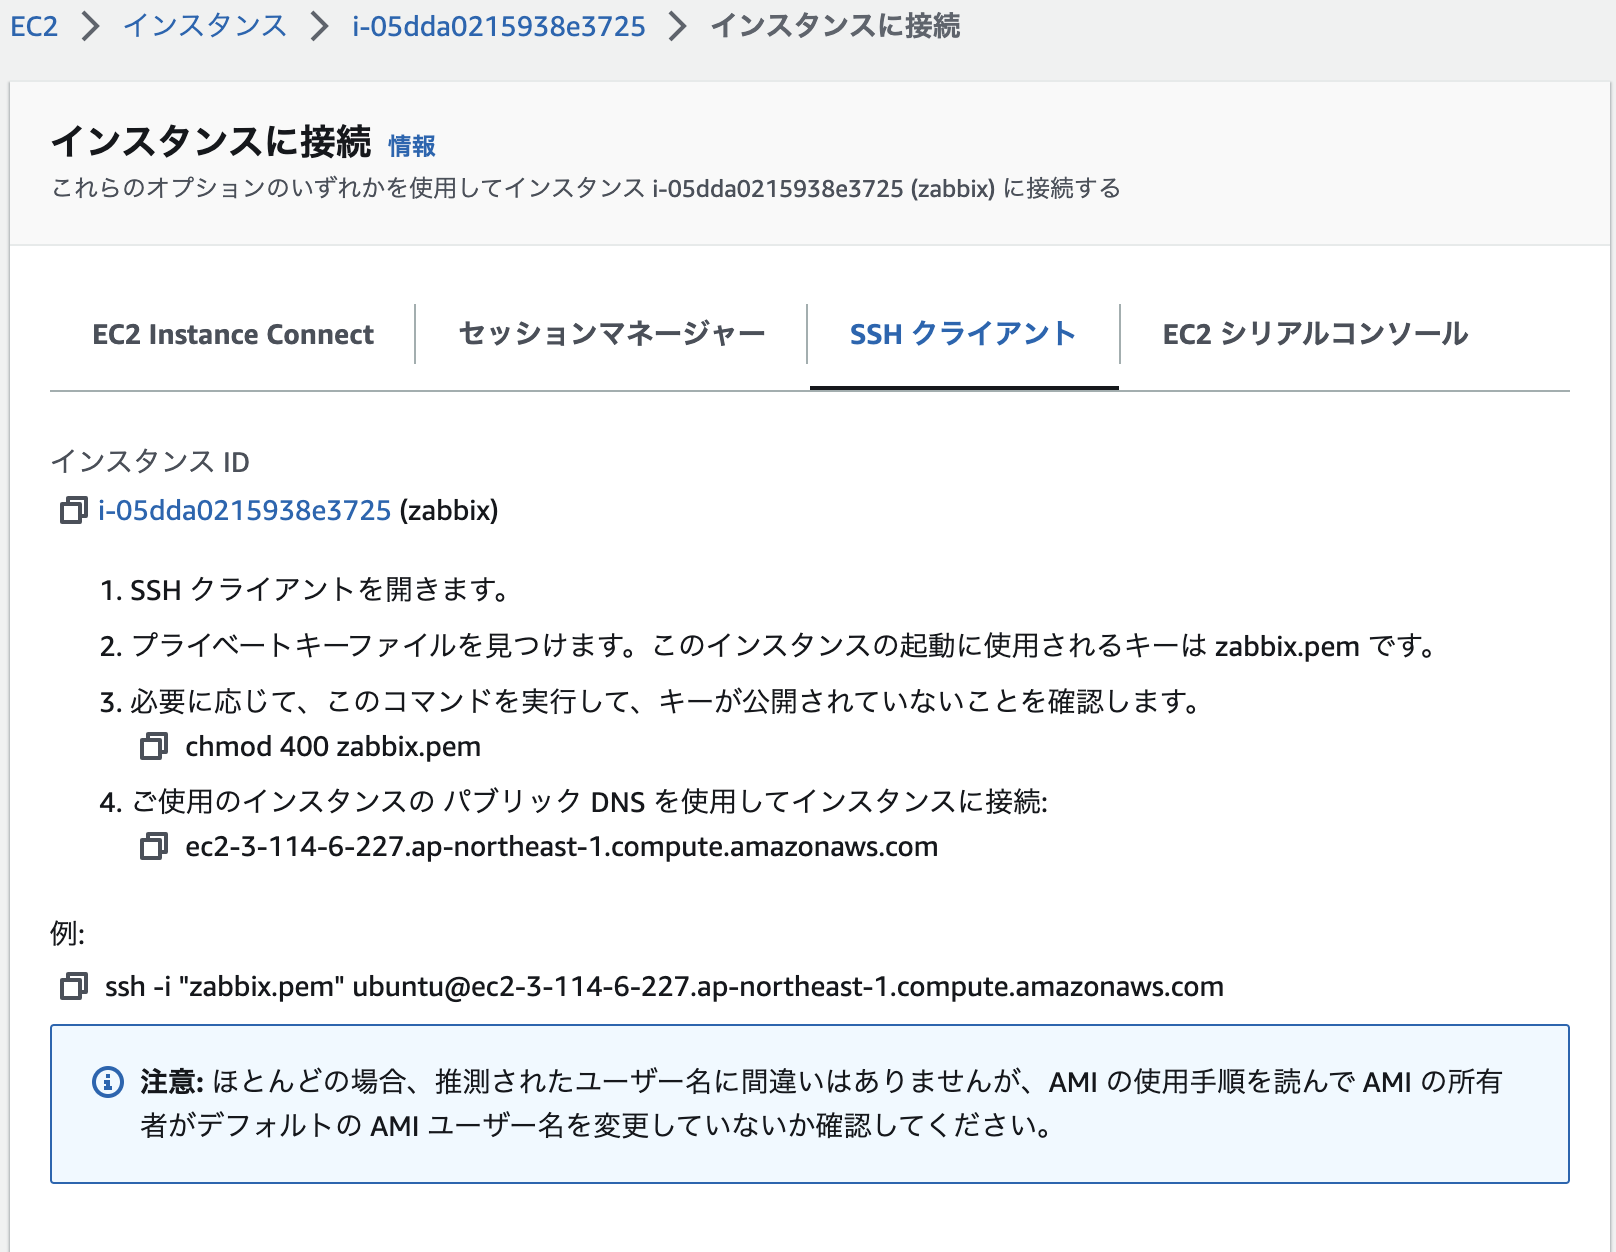 EC2 > インスタンス > i-05dda0215938e3725 > インスタンスに接続
インスタンスに接続 情報
これらのオプションのいずれかを使用してインスタンス i-05dda0215938e3725 (zabbix) に接続する
EC2 Instance Connect セッションマネージャー SSH クライアント EC2 シリアルコンソール
インスタンス ID
i-05dda0215938e3725 (zabbix)
1. SSH クライアントを開きます。
2. プライベートキーファイルを見つけます。このインスタンスの起動に使用されるキーは zabbix.pem です。
3. 必要に応じて、このコマンドを実行して、キーが公開されていないことを確認します。
chmod 400 zabbix.pem
4. ご使用のインスタンスの パブリック DNS を使用してインスタンスに接続:
ec2-3-114-6-227.ap-northeast-1.compute.amazonaws.com
例:
ssh -i "zabbix.pem" ubuntu@ec2-3-114-6-227.ap-northeast-1.compute.amazonaws.com
注意: ほとんどの場合、推測されたユーザー名に間違いはありませんが、AMI の使用手順を読んで AMI の所有
者がデフォルトの AMI ユーザー名を変更していないか確認してください。